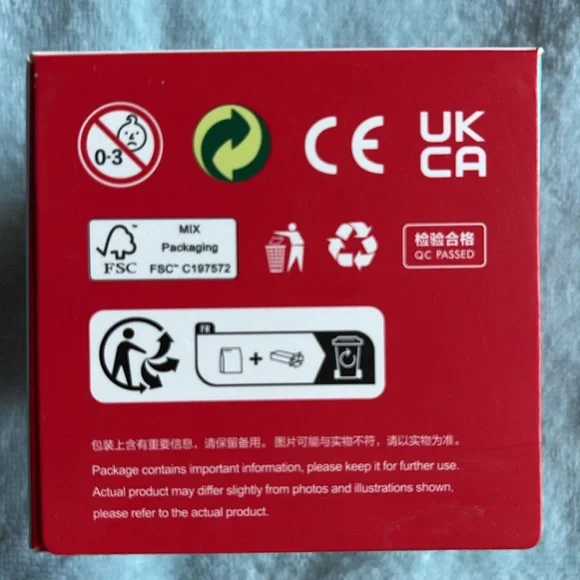 0-3
CE
UK
CA
FSC™
MIX
Packaging
FSC™ C197572
检验合格
QC PASSED
FR
+
包装上含有重要信息，请保留备用。图片可能与实物不符，请以实物为准。
Package contains important information, please keep it for further use.
Actual product may differ slightly from photos and illustrations shown,
please refer to the actual product.